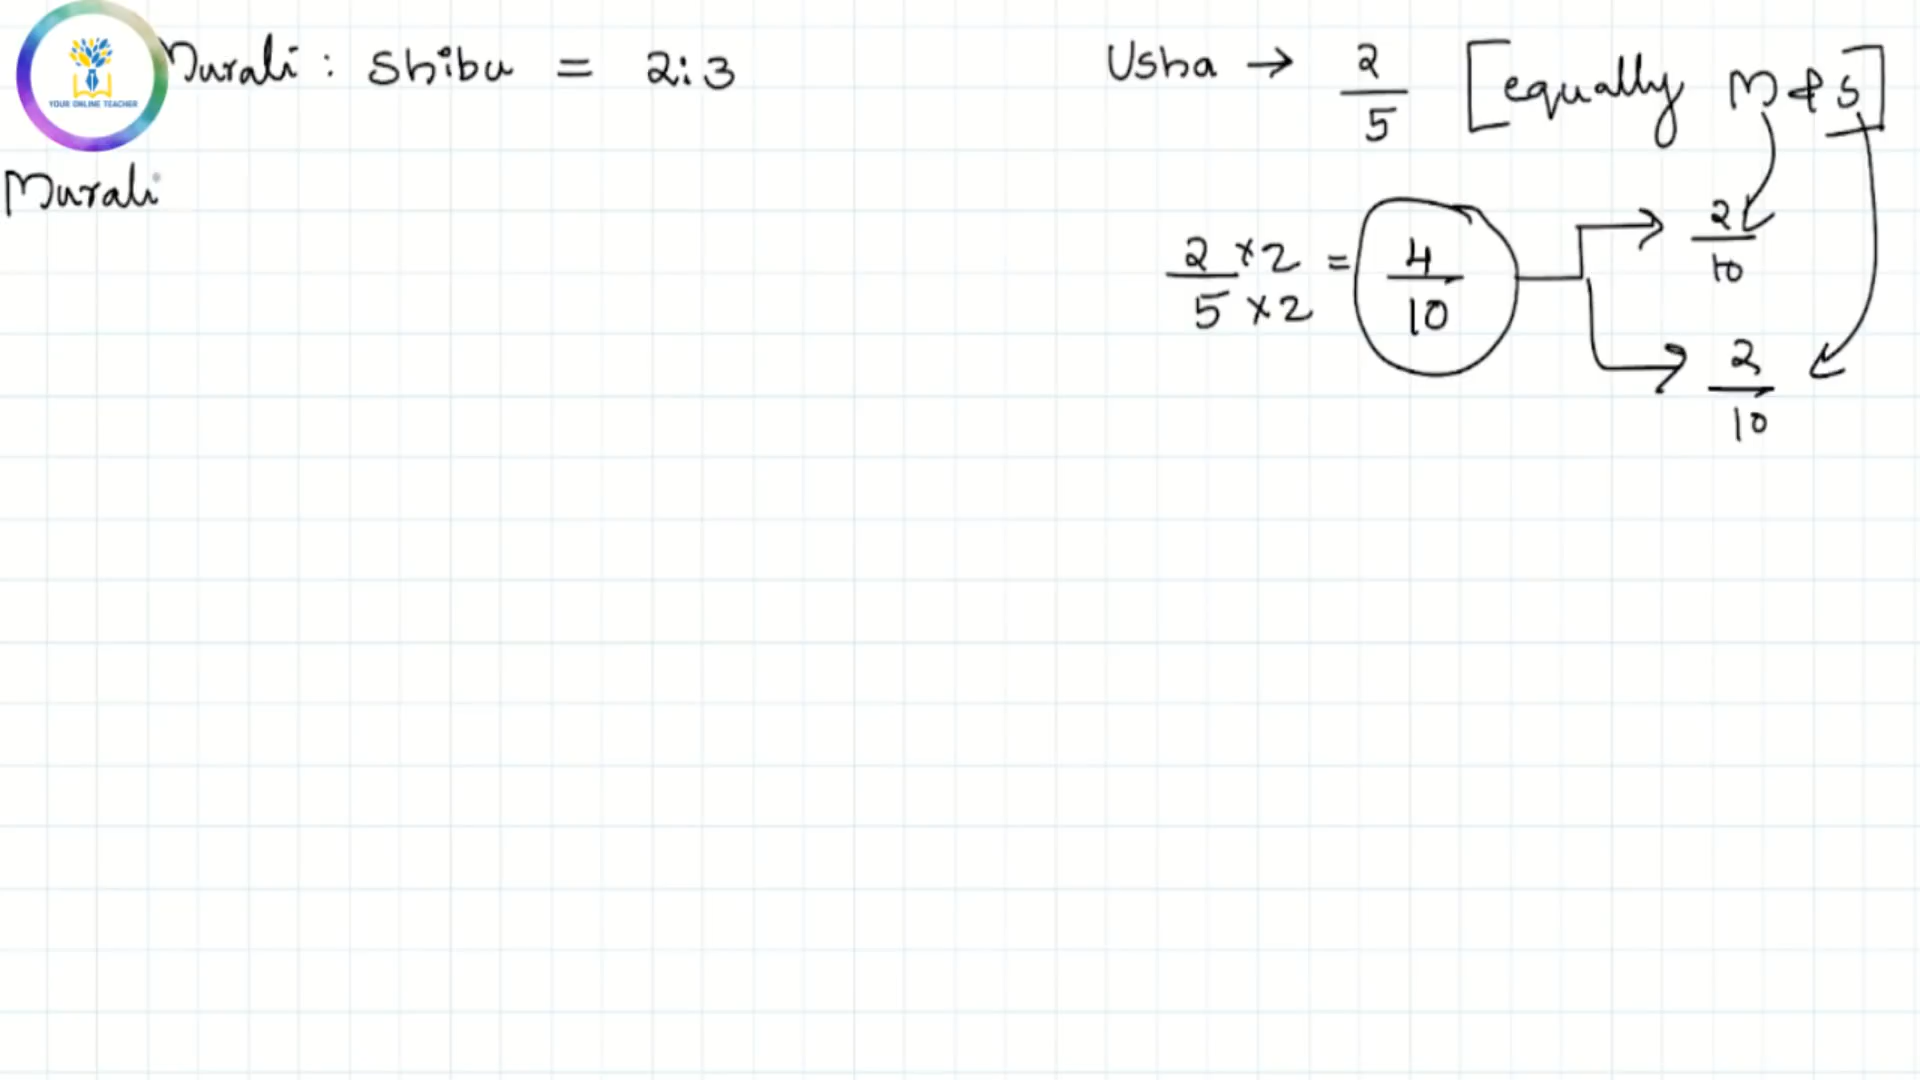 YOUR ONLINE TEACHER
Murali : Shibu = 2:3
Murali
Usha → 2/5 [equally M & S]
2 ×2 / 5 ×2 = 4/10
2/10
2/10